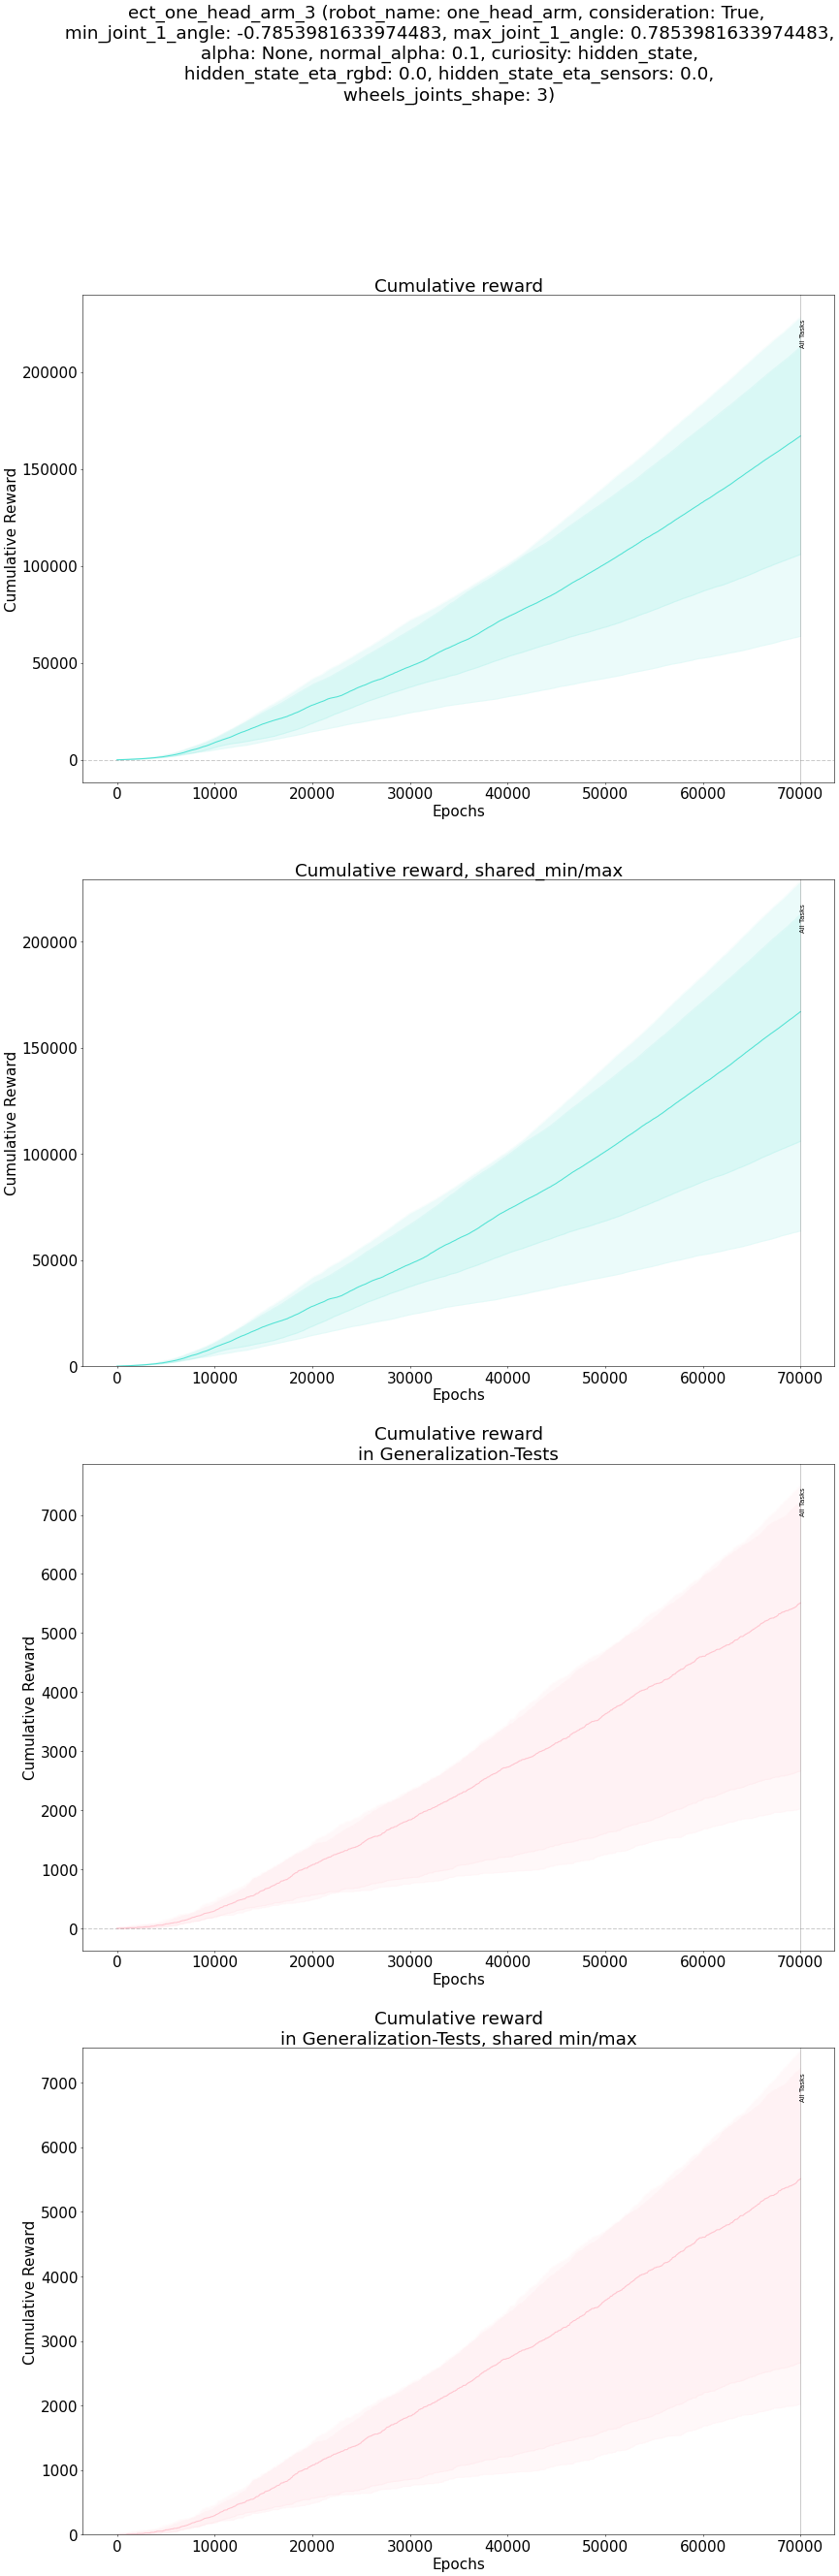 ect_one_head_arm_3 (robot_name: one_head_arm, consideration: True,
min_joint_1_angle: -0.7853981633974483, max_joint_1_angle: 0.7853981633974483,
alpha: None, normal_alpha: 0.1, curiosity: hidden_state,
hidden_state_eta_rgbd: 0.0, hidden_state_eta_sensors: 0.0,
wheels_joints_shape: 3)
Cumulative reward
All Tasks
200000
150000
100000
50000
0
Cumulative Reward
0 10000 20000 30000 40000 50000 60000 70000
Epochs
Cumulative reward, shared_min/max
All Tasks
200000
150000
100000
50000
0
Cumulative Reward
0 10000 20000 30000 40000 50000 60000 70000
Epochs
Cumulative reward
in Generalization-Tests
All Tasks
7000
6000
5000
4000
3000
2000
1000
0
Cumulative Reward
0 10000 20000 30000 40000 50000 60000 70000
Epochs
Cumulative reward
in Generalization-Tests, shared min/max
All Tasks
7000
6000
5000
4000
3000
2000
1000
0
Cumulative Reward
0 10000 20000 30000 40000 50000 60000 70000
Epochs